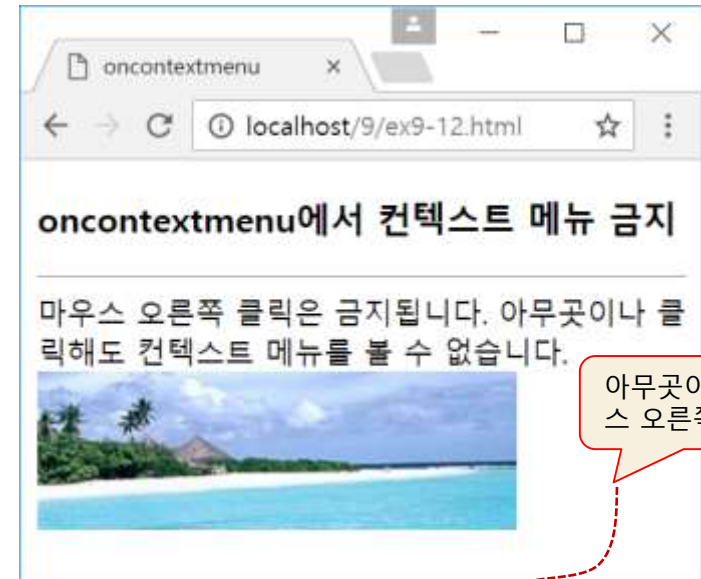 oncontextmenu
localhost/9/ex9-12.html
oncontextmenu에서 컨텍스트 메뉴 금지
마우스 오른쪽 클릭은 금지됩니다. 아무곳이나 클
릭해도 컨텍스트 메뉴를 볼 수 없습니다.
아무곳이
스 오른쪽